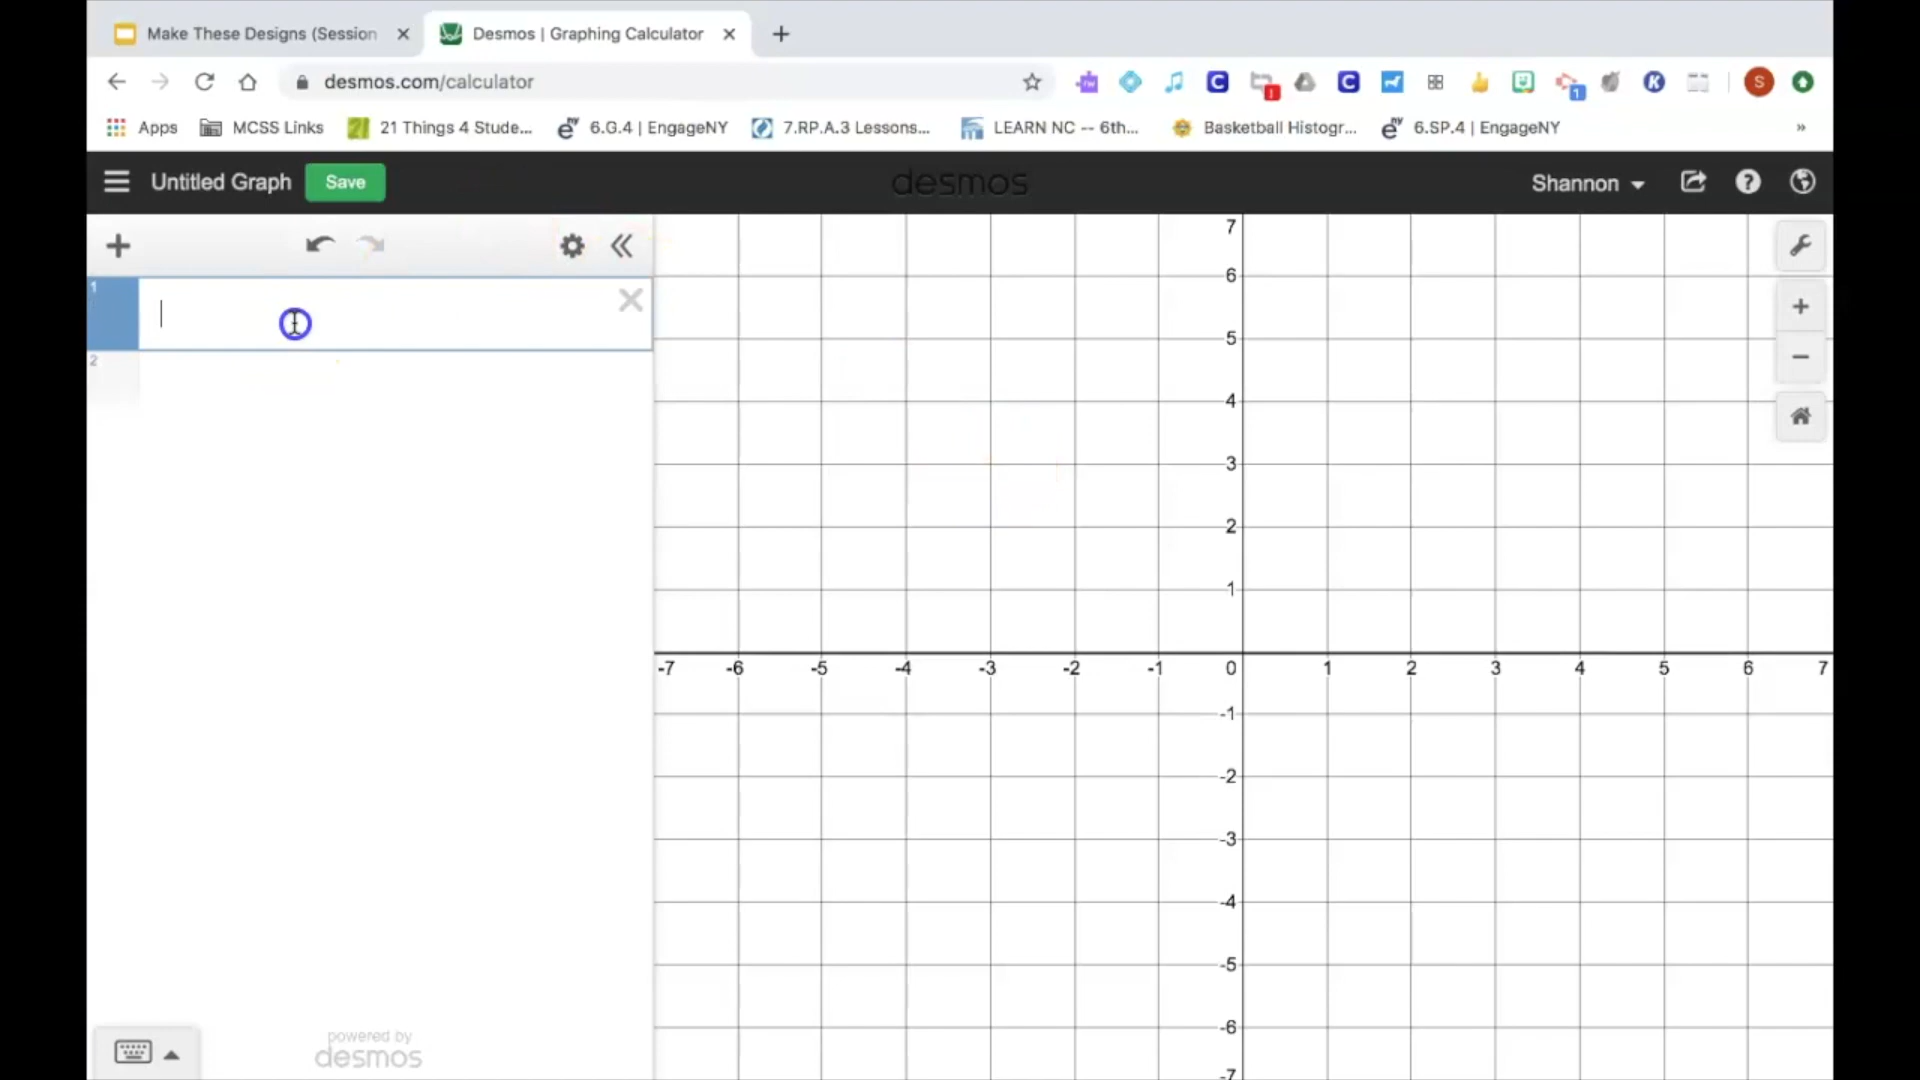 Make These Designs (Session
Desmos | Graphing Calculator
desmos.com/calculator
Apps
MCSS Links
21 Things 4 Stude...
6.G.4 | EngageNY
7.RP.A.3 Lessons...
LEARN NC -- 6th...
Basketball Histogr...
6.SP.4 | EngageNY
»
Untitled Graph
Save
desmos
Shannon
1
2
7
6
5
4
3
2
1
-7 -6 -5 -4 -3 -2 -1 0 1 2 3 4 5 6 7
-1
-2
-3
-4
-5
-6
-7
powered by
desmos